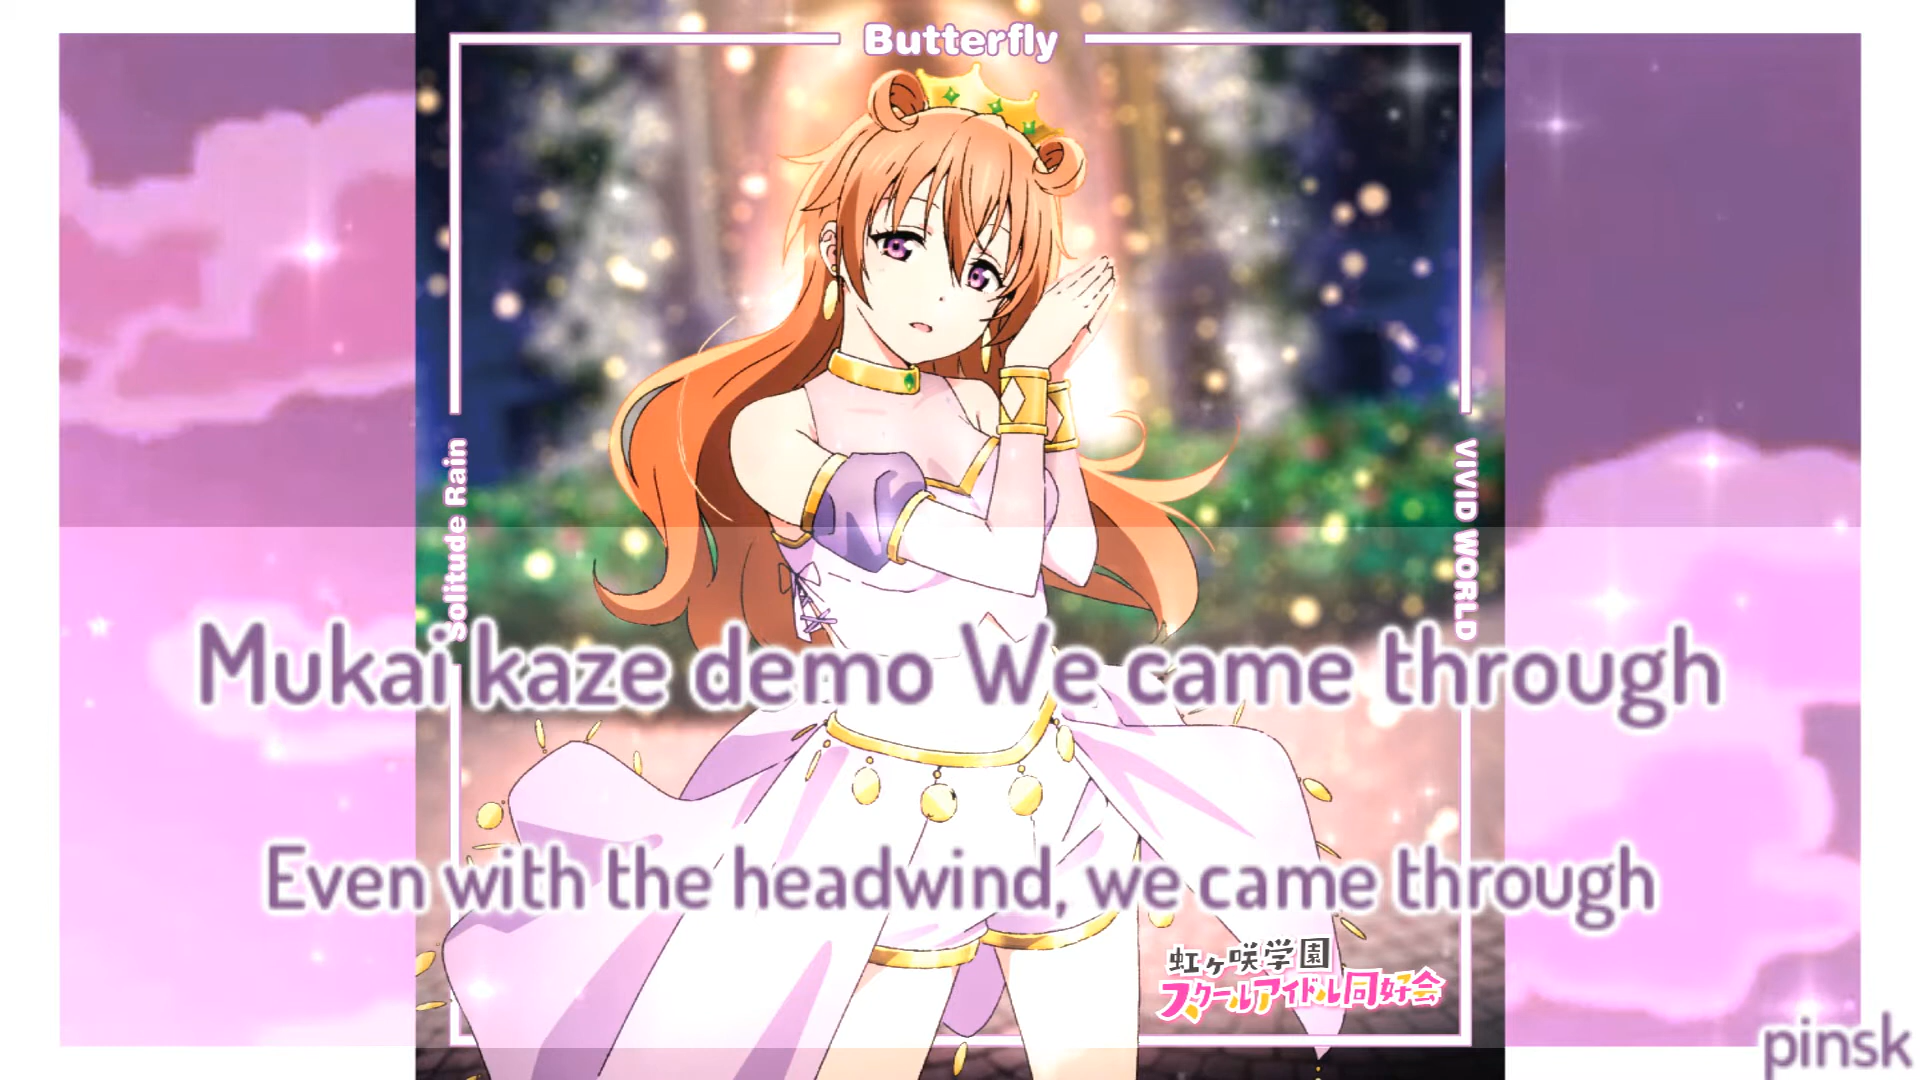 Butterfly
Solitude Rain
VIVID WORLD
Mukai kaze demo We came through
Even with the headwind, we came through
虹ヶ咲学園
スクールアイドル同好会
pinsk